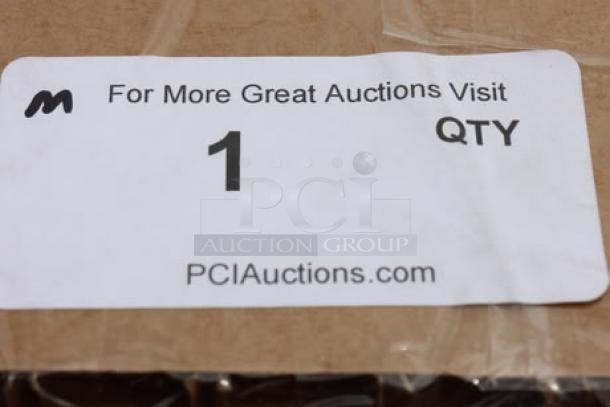 M For More Great Auctions Visit
1 QTY
PCI
AUCTION GROUP
PCIAuctions.com